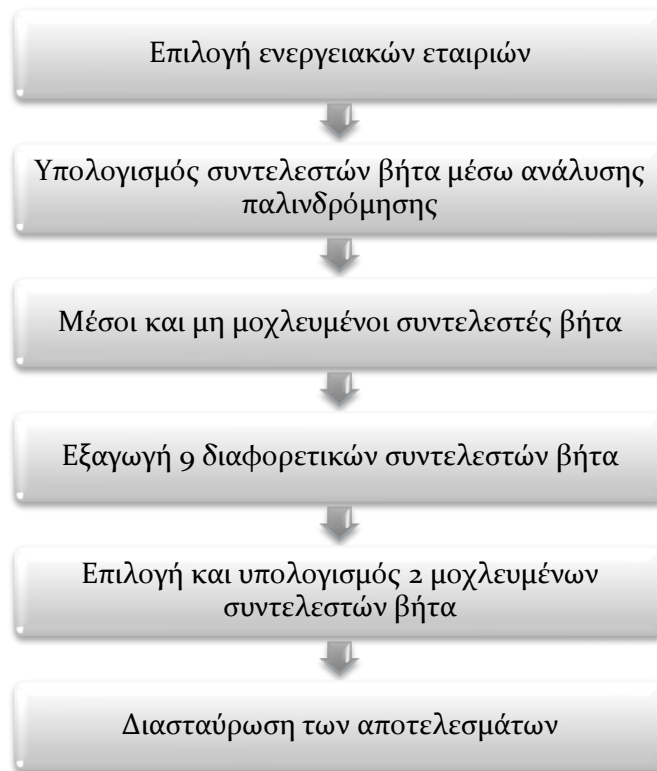 Επιλογή ενεργειακών εταιριών
Υπολογισμός συντελεστών βήτα μέσω ανάλυσης
παλινδρόμησης
Μέσοι και μη μοχλευμένοι συντελεστές βήτα
Εξαγωγή 9 διαφορετικών συντελεστών βήτα
Επιλογή και υπολογισμός 2 μοχλευμένων
συντελεστών βήτα
Διασταύρωση των αποτελεσμάτων